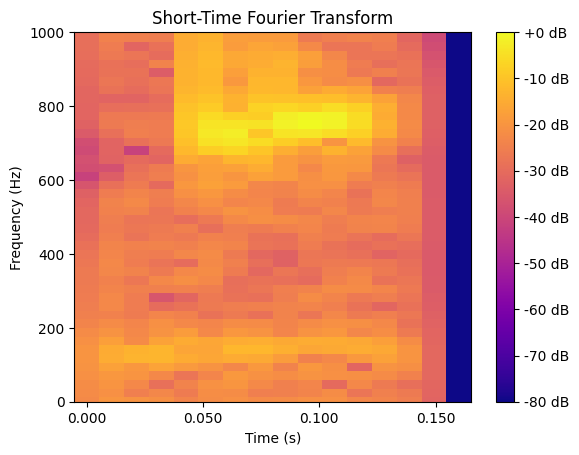 Short-Time Fourier Transform
1000
800
600
400
200
0
Frequency (Hz)
0.000
0.050
0.100
0.150
Time (s)
+0 dB
-10 dB
-20 dB
-30 dB
-40 dB
-50 dB
-60 dB
-70 dB
-80 dB